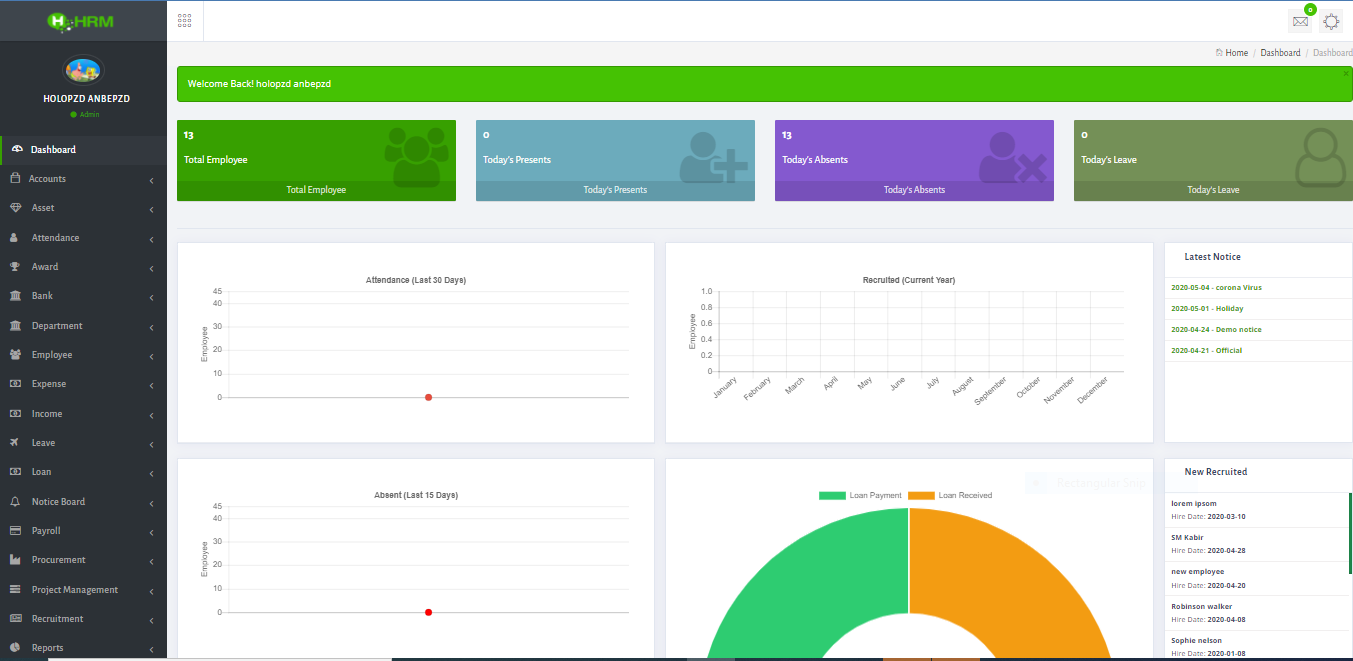 HRM
HOLOPZD ANBEPZD
Admin
Dashboard
Accounts
Asset
Attendance
Award
Bank
Department
Employee
Expense
Income
Leave
Loan
Notice Board
Payroll
Procurement
Project Management
Recruitment
Reports
0
Home / Dashboard / Dashboard
Welcome Back! holopzd anbepzd
×
13
Total Employee
Total Employee
0
Today's Presents
Today's Presents
13
Today's Absents
Today's Absents
0
Today's Leave
Today's Leave
Attendance (Last 30 Days)
Employee
45
40
30
20
10
0
Recruited (Current Year)
Employee
1.0
0.8
0.6
0.4
0.2
0
January
February
March
April
May
June
July
August
September
October
November
December
Latest Notice
2020-05-04 - corona Virus
2020-05-01 - Holiday
2020-04-24 - Demo notice
2020-04-21 - Official
Absent (Last 15 Days)
Employee
45
40
30
20
10
0
Loan Payment
Loan Received
Rectangular Snip
New Recruited
lorem ipsom
Hire Date: 2020-03-10
SM Kabir
Hire Date: 2020-04-28
new employee
Hire Date: 2020-04-20
Robinson walker
Hire Date: 2020-04-08
Sophie nelson
Hire Date: 2020-01-08